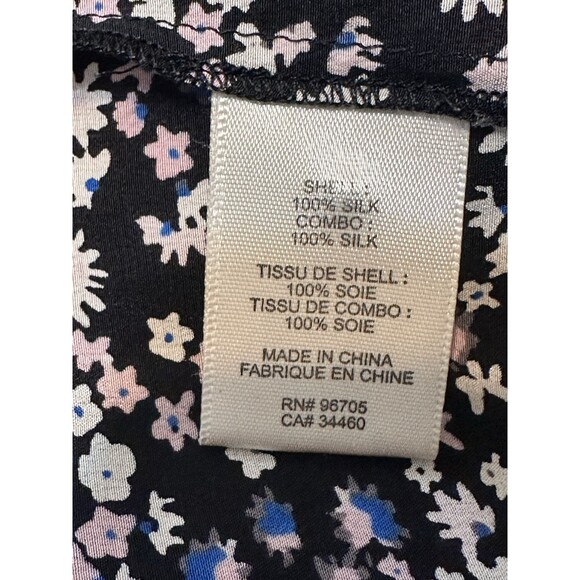 SHELL :
100% SILK
COMBO :
100% SILK
TISSU DE SHELL :
100% SOIE
TISSU DE COMBO :
100% SOIE
MADE IN CHINA
FABRIQUE EN CHINE
RN# 96705
CA# 34460